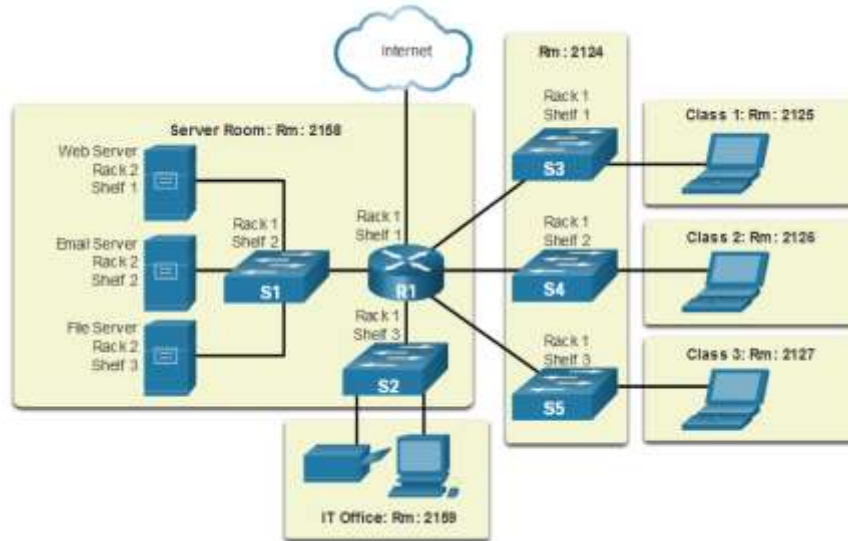 Internet
Rm: 2124
Rack 1
Shelf 1
S3
Class 1: Rm: 2125
Server Room: Rm: 2158
Web Server
Rack 2
Shelf 1
Rack 1
Shelf 2
S1
Rack 1
Shelf 1
R1
Email Server
Rack 2
Shelf 2
Rack 1
Shelf 2
S4
Class 2: Rm: 2126
File Server
Rack 2
Shelf 3
Rack 1
Shelf 3
S2
Rack 1
Shelf 3
S5
Class 3: Rm: 2127
IT Office: Rm: 2159